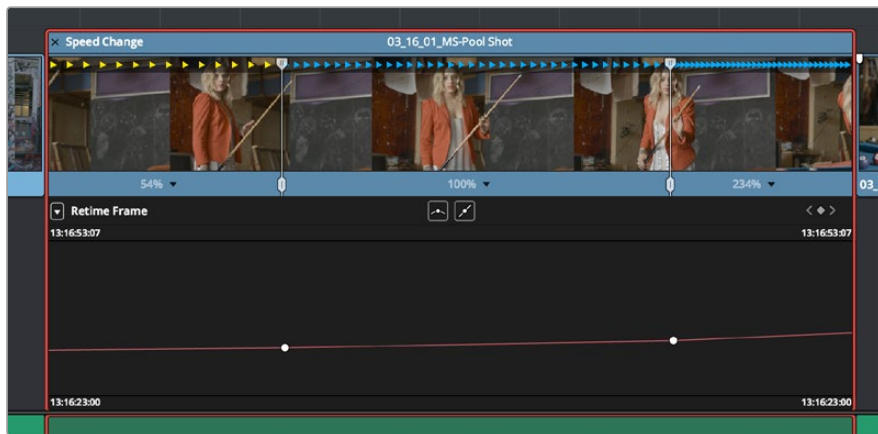 × Speed Change 03_16_01_MS-Pool Shot
54% 100% 234%
03_
Retime Frame
13:16:53:07 13:16:53:07
13:16:23:00 13:16:23:00